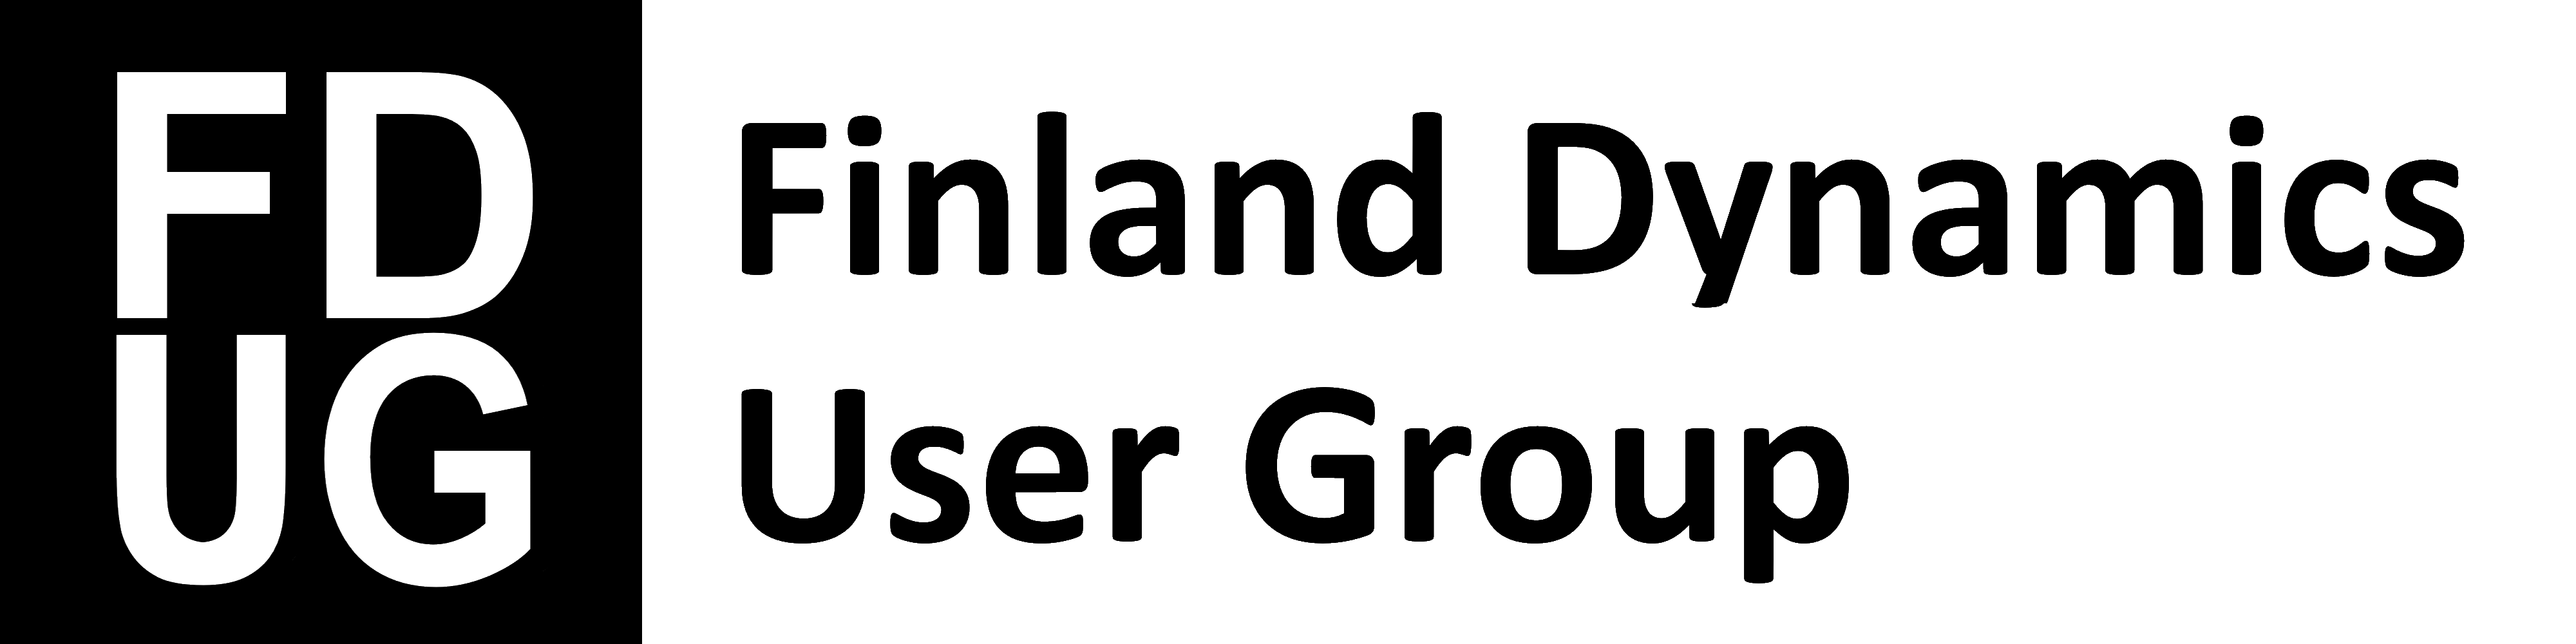 FD
UG
Finland Dynamics
User Group